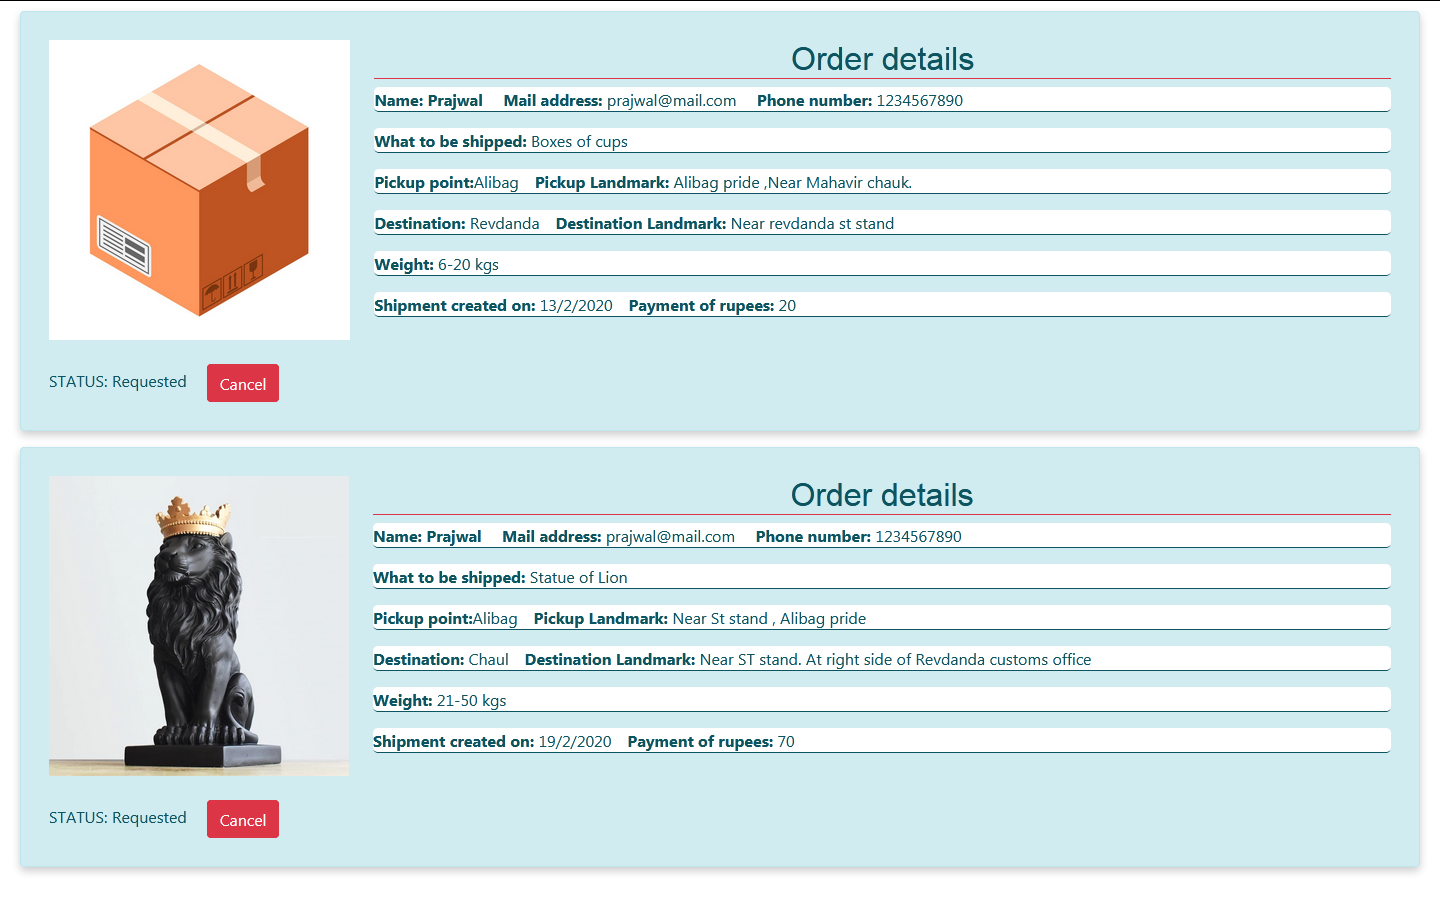 Order details
Name: Prajwal Mail address: prajwal@mail.com Phone number: 1234567890
What to be shipped: Boxes of cups
Pickup point:Alibag Pickup Landmark: Alibag pride ,Near Mahavir chauk.
Destination: Revdanda Destination Landmark: Near revdanda st stand
Weight: 6-20 kgs
Shipment created on: 13/2/2020 Payment of rupees: 20
STATUS: Requested Cancel
Order details
Name: Prajwal Mail address: prajwal@mail.com Phone number: 1234567890
What to be shipped: Statue of Lion
Pickup point:Alibag Pickup Landmark: Near St stand , Alibag pride
Destination: Chaul Destination Landmark: Near ST stand. At right side of Revdanda customs office
Weight: 21-50 kgs
Shipment created on: 19/2/2020 Payment of rupees: 70
STATUS: Requested Cancel